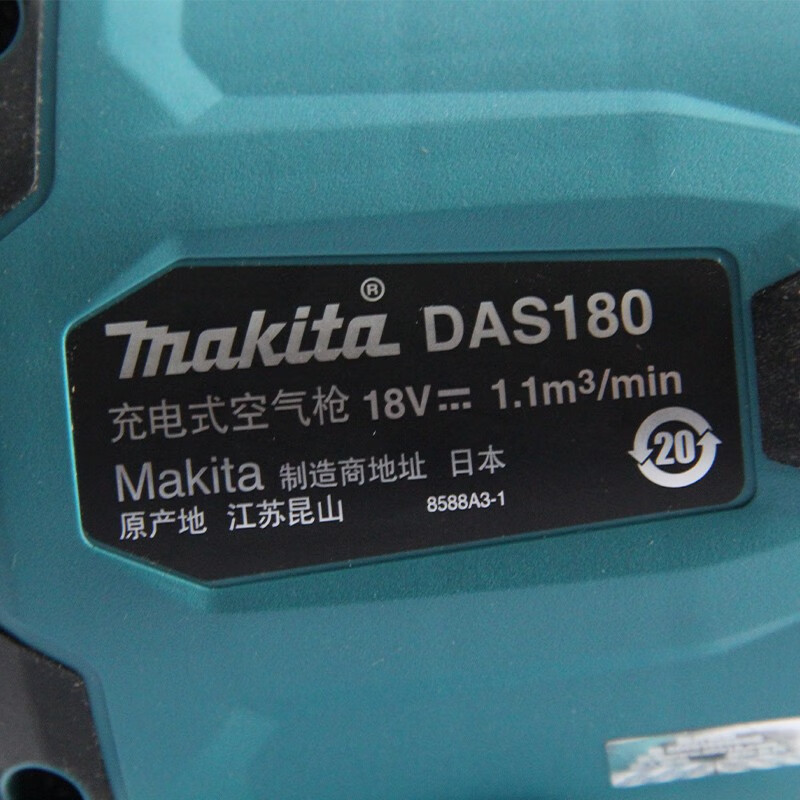 makita® DAS180
充电式空气枪 18V⎓ 1.1m³/min
20
Makita 制造商地址 日本
原产地 江苏昆山 8588A3-1